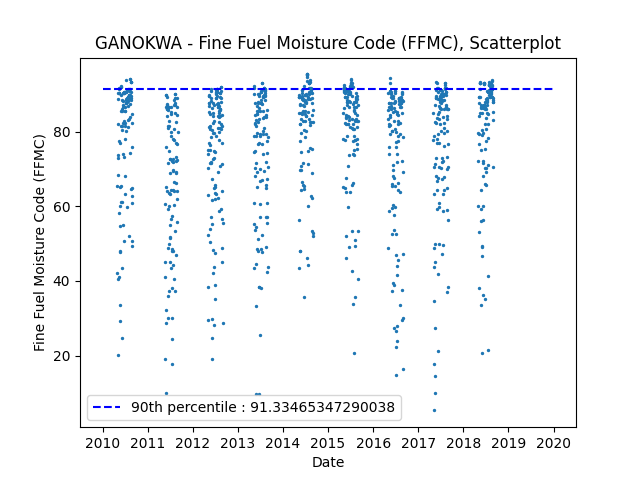 GANOKWA - Fine Fuel Moisture Code (FFMC), Scatterplot
Fine Fuel Moisture Code (FFMC)
80
60
40
20
90th percentile : 91.33465347290038
2010 2011 2012 2013 2014 2015 2016 2017 2018 2019 2020
Date